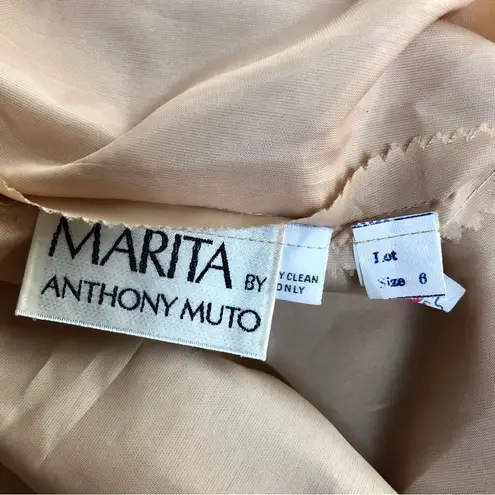 MARITA BY
ANTHONY MUTO
Y CLEAN
ONLY
Lot
Size 6